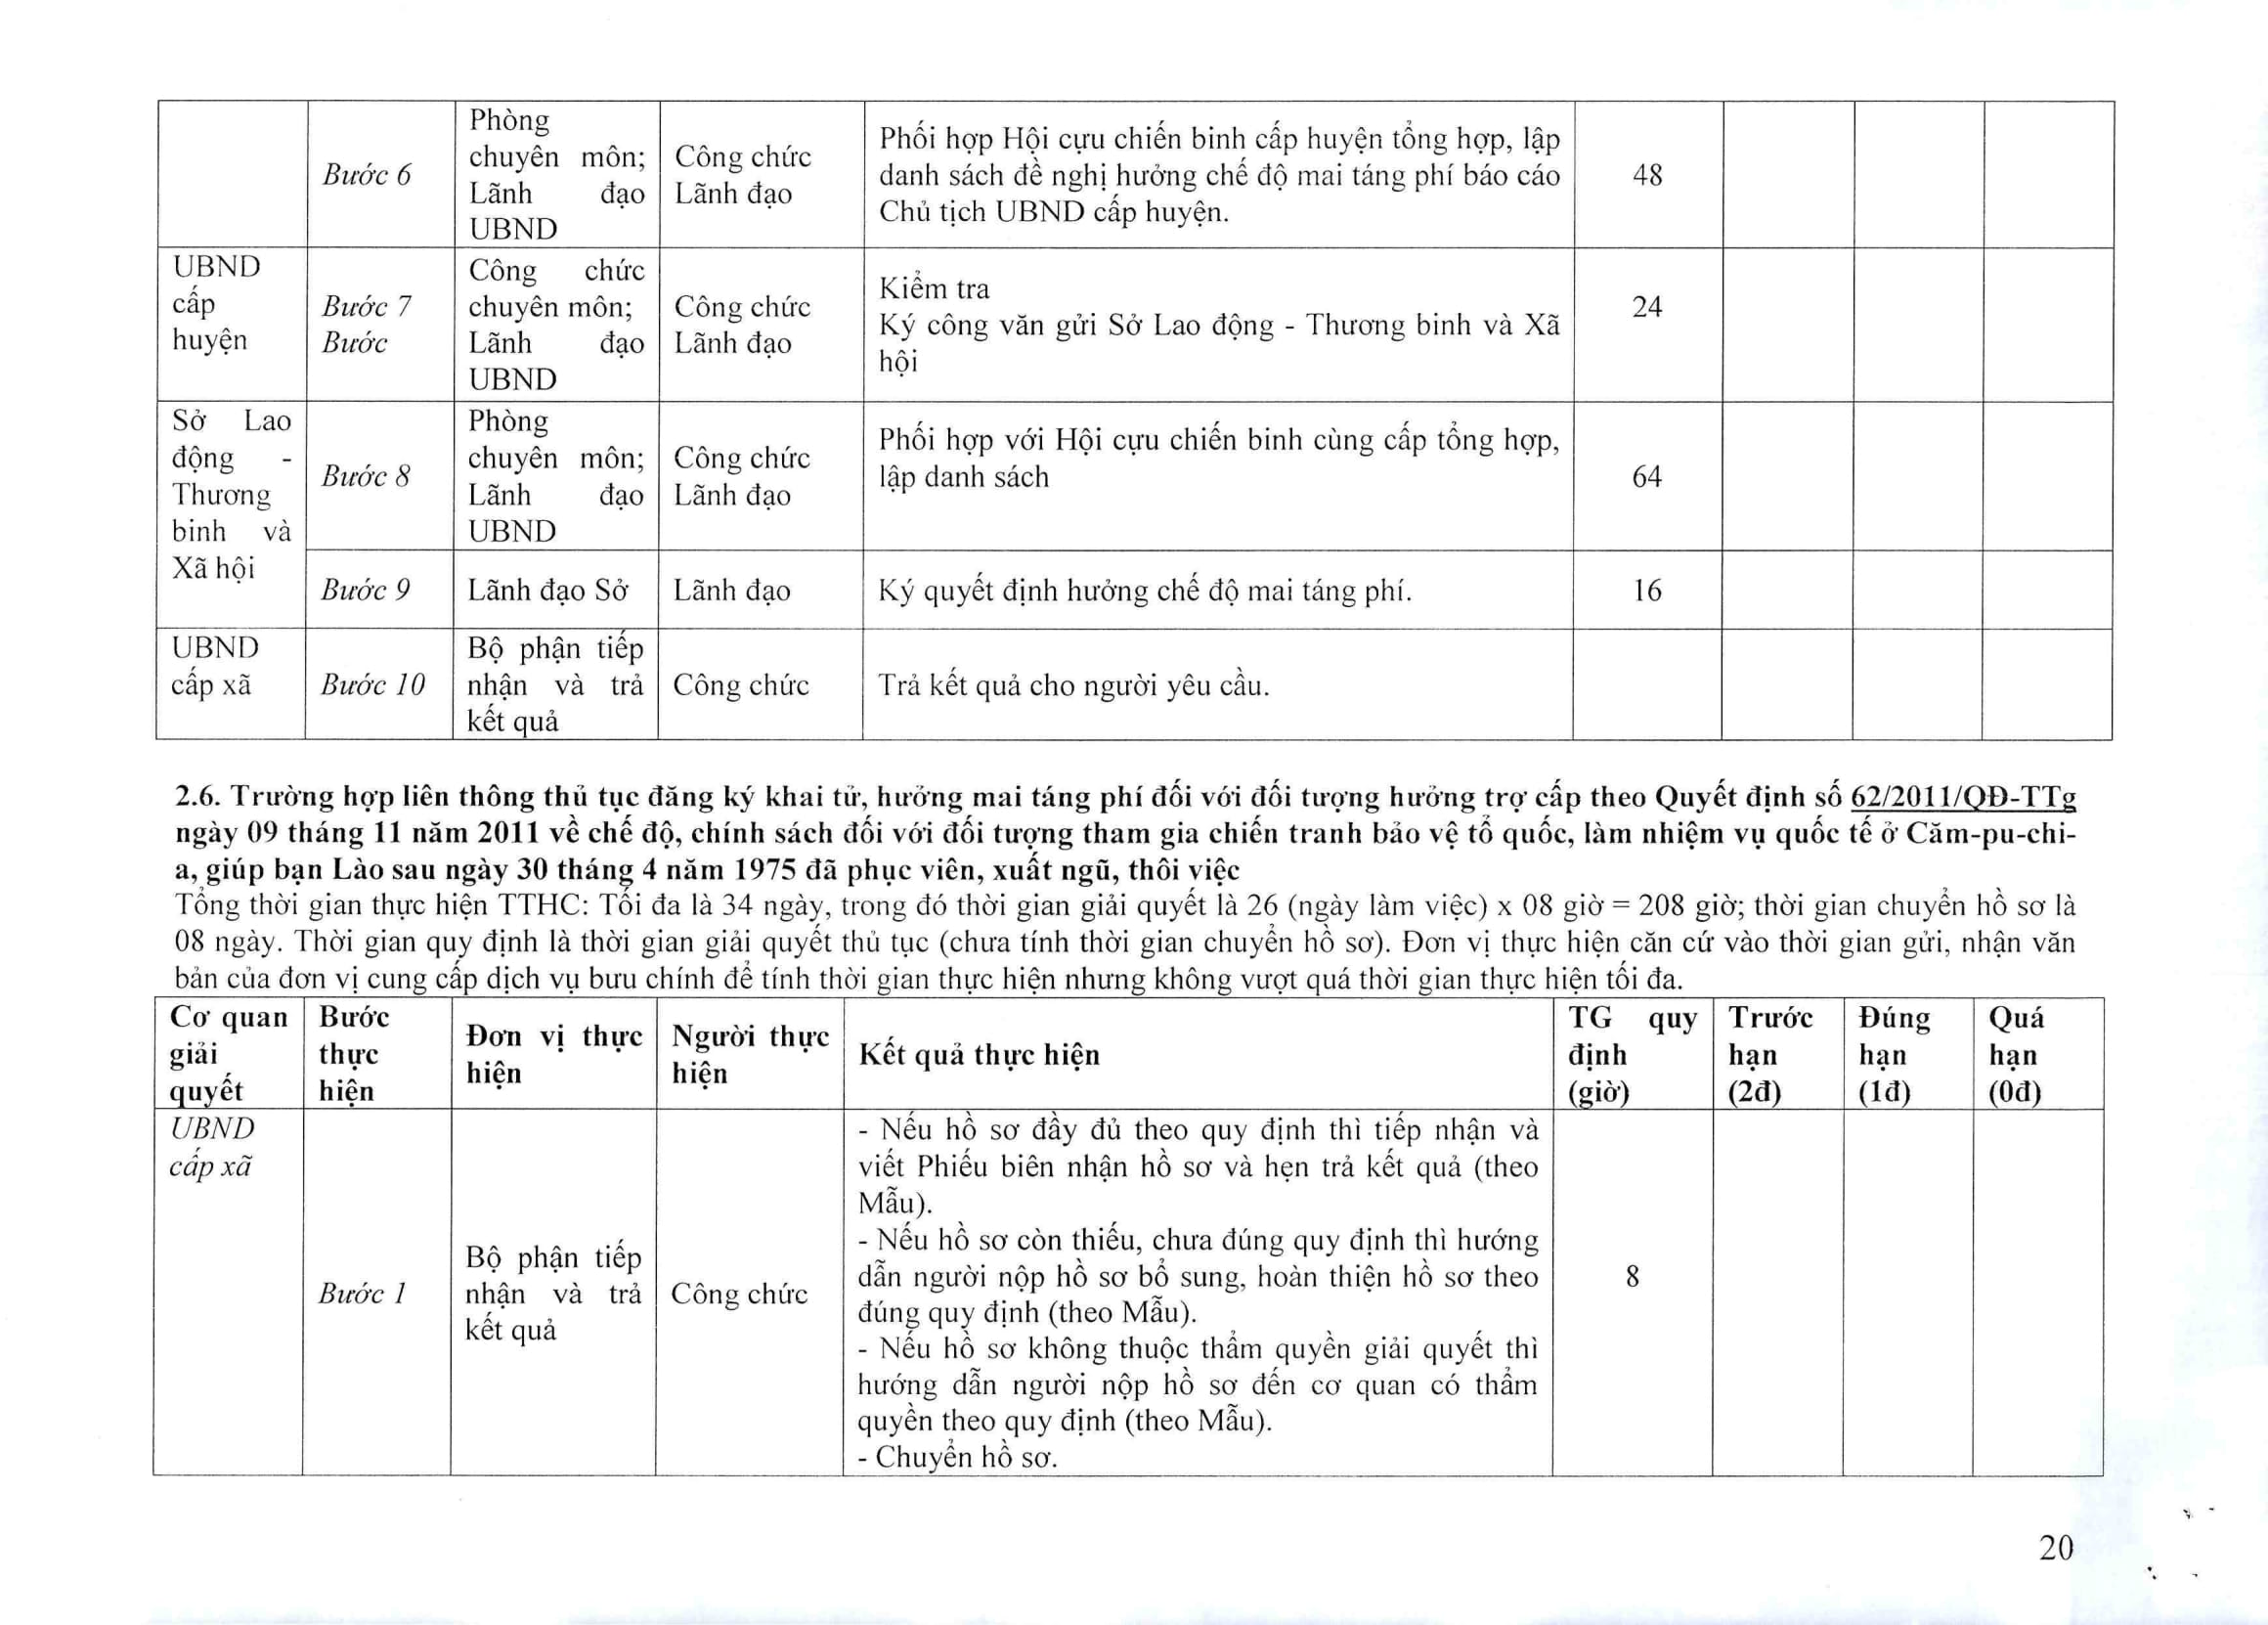 Bước 6
Phòng
chuyên môn;
Lãnh đạo
UBND
Công chức
Lãnh đạo
Phối hợp Hội cựu chiến binh cấp huyện tổng hợp, lập
danh sách đề nghị hưởng chế độ mai táng phí báo cáo
Chủ tịch UBND cấp huyện.
48
UBND
cấp
huyện
Bước 7
Bước
Công chức
chuyên môn;
Lãnh đạo
UBND
Công chức
Lãnh đạo
Kiểm tra
Ký công văn gửi Sở Lao động - Thương binh và Xã
hội
24
Sở Lao
động -
Thương
binh và
Xã hội
Bước 8
Phòng
chuyên môn;
Lãnh đạo
UBND
Công chức
Lãnh đạo
Phối hợp với Hội cựu chiến binh cùng cấp tổng hợp,
lập danh sách
64
Bước 9
Lãnh đạo Sở
Lãnh đạo
Ký quyết định hưởng chế độ mai táng phí.
16
UBND
cấp xã
Bước 10
Bộ phận tiếp
nhận và trả
kết quả
Công chức
Trả kết quả cho người yêu cầu.
2.6. Trường hợp liên thông thủ tục đăng ký khai tử, hưởng mai táng phí đối với đối tượng hưởng trợ cấp theo Quyết định số 62/2011/QĐ-TTg
ngày 09 tháng 11 năm 2011 về chế độ, chính sách đối với đối tượng tham gia chiến tranh bảo vệ tổ quốc, làm nhiệm vụ quốc tế ở Căm-pu-chi-
a, giúp bạn Lào sau ngày 30 tháng 4 năm 1975 đã phục viên, xuất ngũ, thôi việc
Tổng thời gian thực hiện TTHC: Tối đa là 34 ngày, trong đó thời gian giải quyết là 26 (ngày làm việc) x 08 giờ = 208 giờ; thời gian chuyển hồ sơ là
08 ngày. Thời gian quy định là thời gian giải quyết thủ tục (chưa tính thời gian chuyển hồ sơ). Đơn vị thực hiện căn cứ vào thời gian gửi, nhận văn
bản của đơn vị cung cấp dịch vụ bưu chính để tính thời gian thực hiện nhưng không vượt quá thời gian thực hiện tối đa.
Cơ quan
giải
quyết
Bước
thực
hiện
Đơn vị thực
hiện
Người thực
hiện
Kết quả thực hiện
TG quy
định
(giờ)
Trước
hạn
(2đ)
Đúng
hạn
(1đ)
Quá
hạn
(0đ)
UBND
cấp xã
Bước 1
Bộ phận tiếp
nhận và trả
kết quả
Công chức
- Nếu hồ sơ đầy đủ theo quy định thì tiếp nhận và
viết Phiếu biên nhận hồ sơ và hẹn trả kết quả (theo
Mẫu).
- Nếu hồ sơ còn thiếu, chưa đúng quy định thì hướng
dẫn người nộp hồ sơ bổ sung, hoàn thiện hồ sơ theo
đúng quy định (theo Mẫu).
- Nếu hồ sơ không thuộc thẩm quyền giải quyết thì
hướng dẫn người nộp hồ sơ đến cơ quan có thẩm
quyền theo quy định (theo Mẫu).
- Chuyển hồ sơ.
8
20